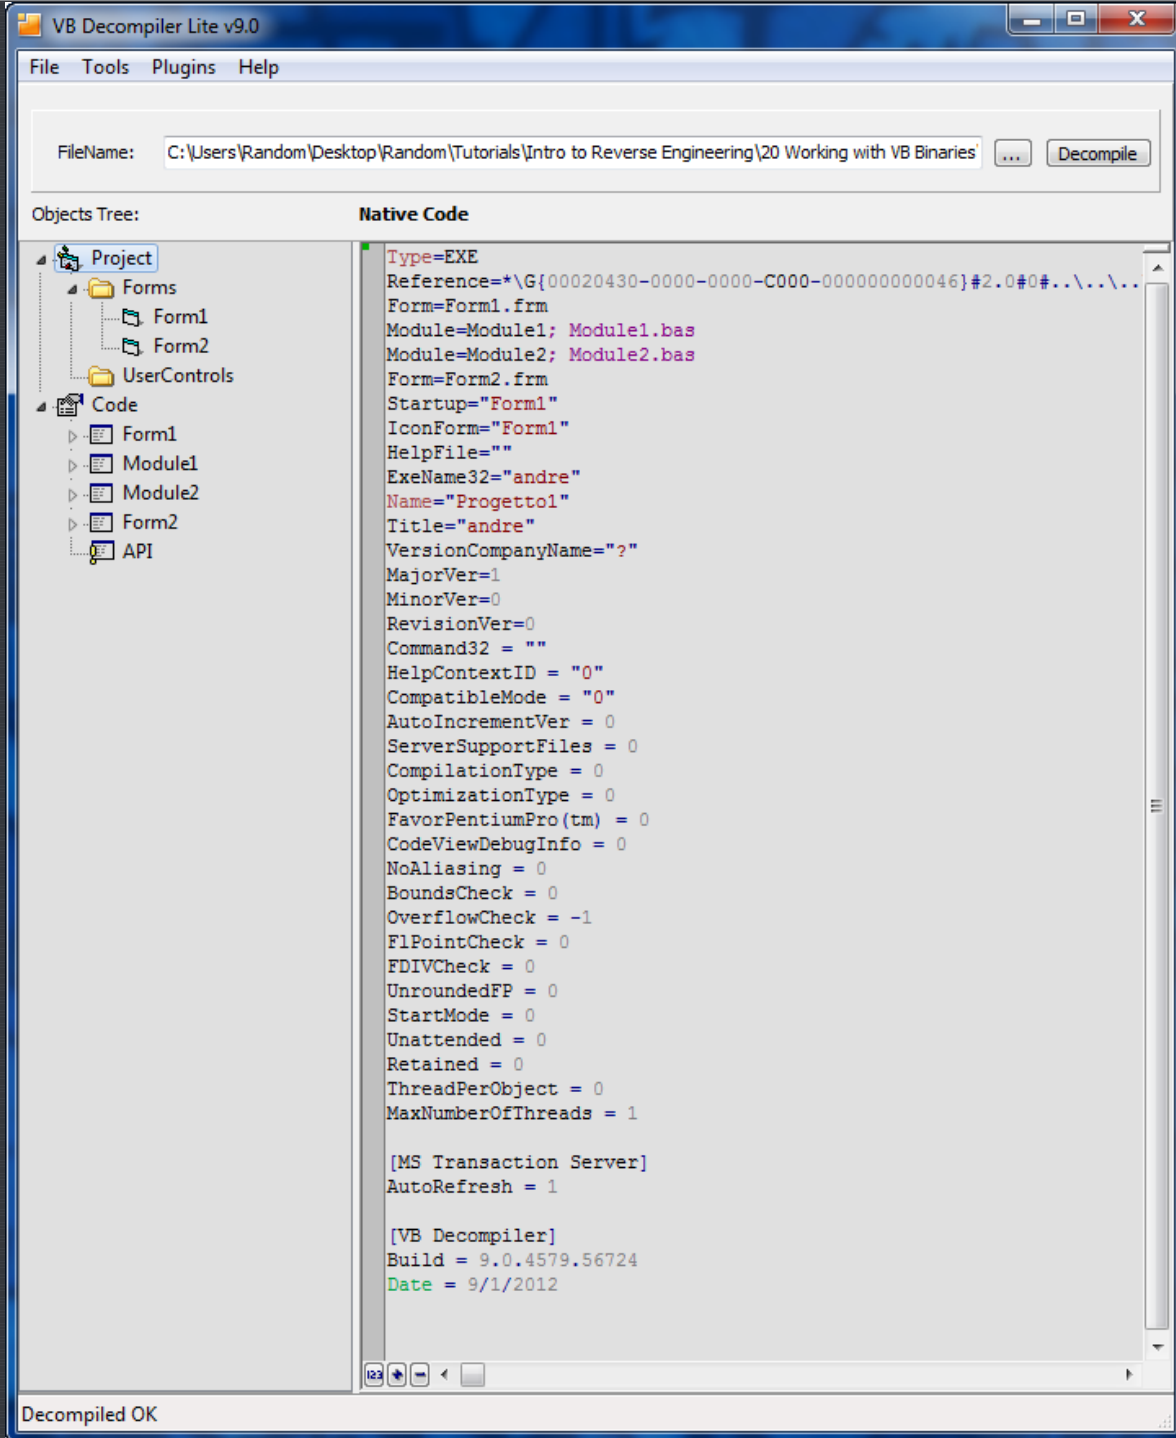 VB Decompiler Lite v9.0
File Tools Plugins Help
FileName: C:\Users\Random\Desktop\Random\Tutorials\Intro to Reverse Engineering\20 Working with VB Binaries\ ... Decompile
Objects Tree: Native Code
Project
Forms
Form1
Form2
UserControls
Code
Form1
Module1
Module2
Form2
API
Type=EXE
Reference=*\G{00020430-0000-0000-C000-000000000046}#2.0#0#..\..\..
Form=Form1.frm
Module=Module1; Module1.bas
Module=Module2; Module2.bas
Form=Form2.frm
Startup="Form1"
IconForm="Form1"
HelpFile=""
ExeName32="andre"
Name="Progetto1"
Title="andre"
VersionCompanyName="?"
MajorVer=1
MinorVer=0
RevisionVer=0
Command32 = ""
HelpContextID = "0"
CompatibleMode = "0"
AutoIncrementVer = 0
ServerSupportFiles = 0
CompilationType = 0
OptimizationType = 0
FavorPentiumPro(tm) = 0
CodeViewDebugInfo = 0
NoAliasing = 0
BoundsCheck = 0
OverflowCheck = -1
FlPointCheck = 0
FDIVCheck = 0
UnroundedFP = 0
StartMode = 0
Unattended = 0
Retained = 0
ThreadPerObject = 0
MaxNumberOfThreads = 1
[MS Transaction Server]
AutoRefresh = 1
[VB Decompiler]
Build = 9.0.4579.56724
Date = 9/1/2012
123
Decompiled OK